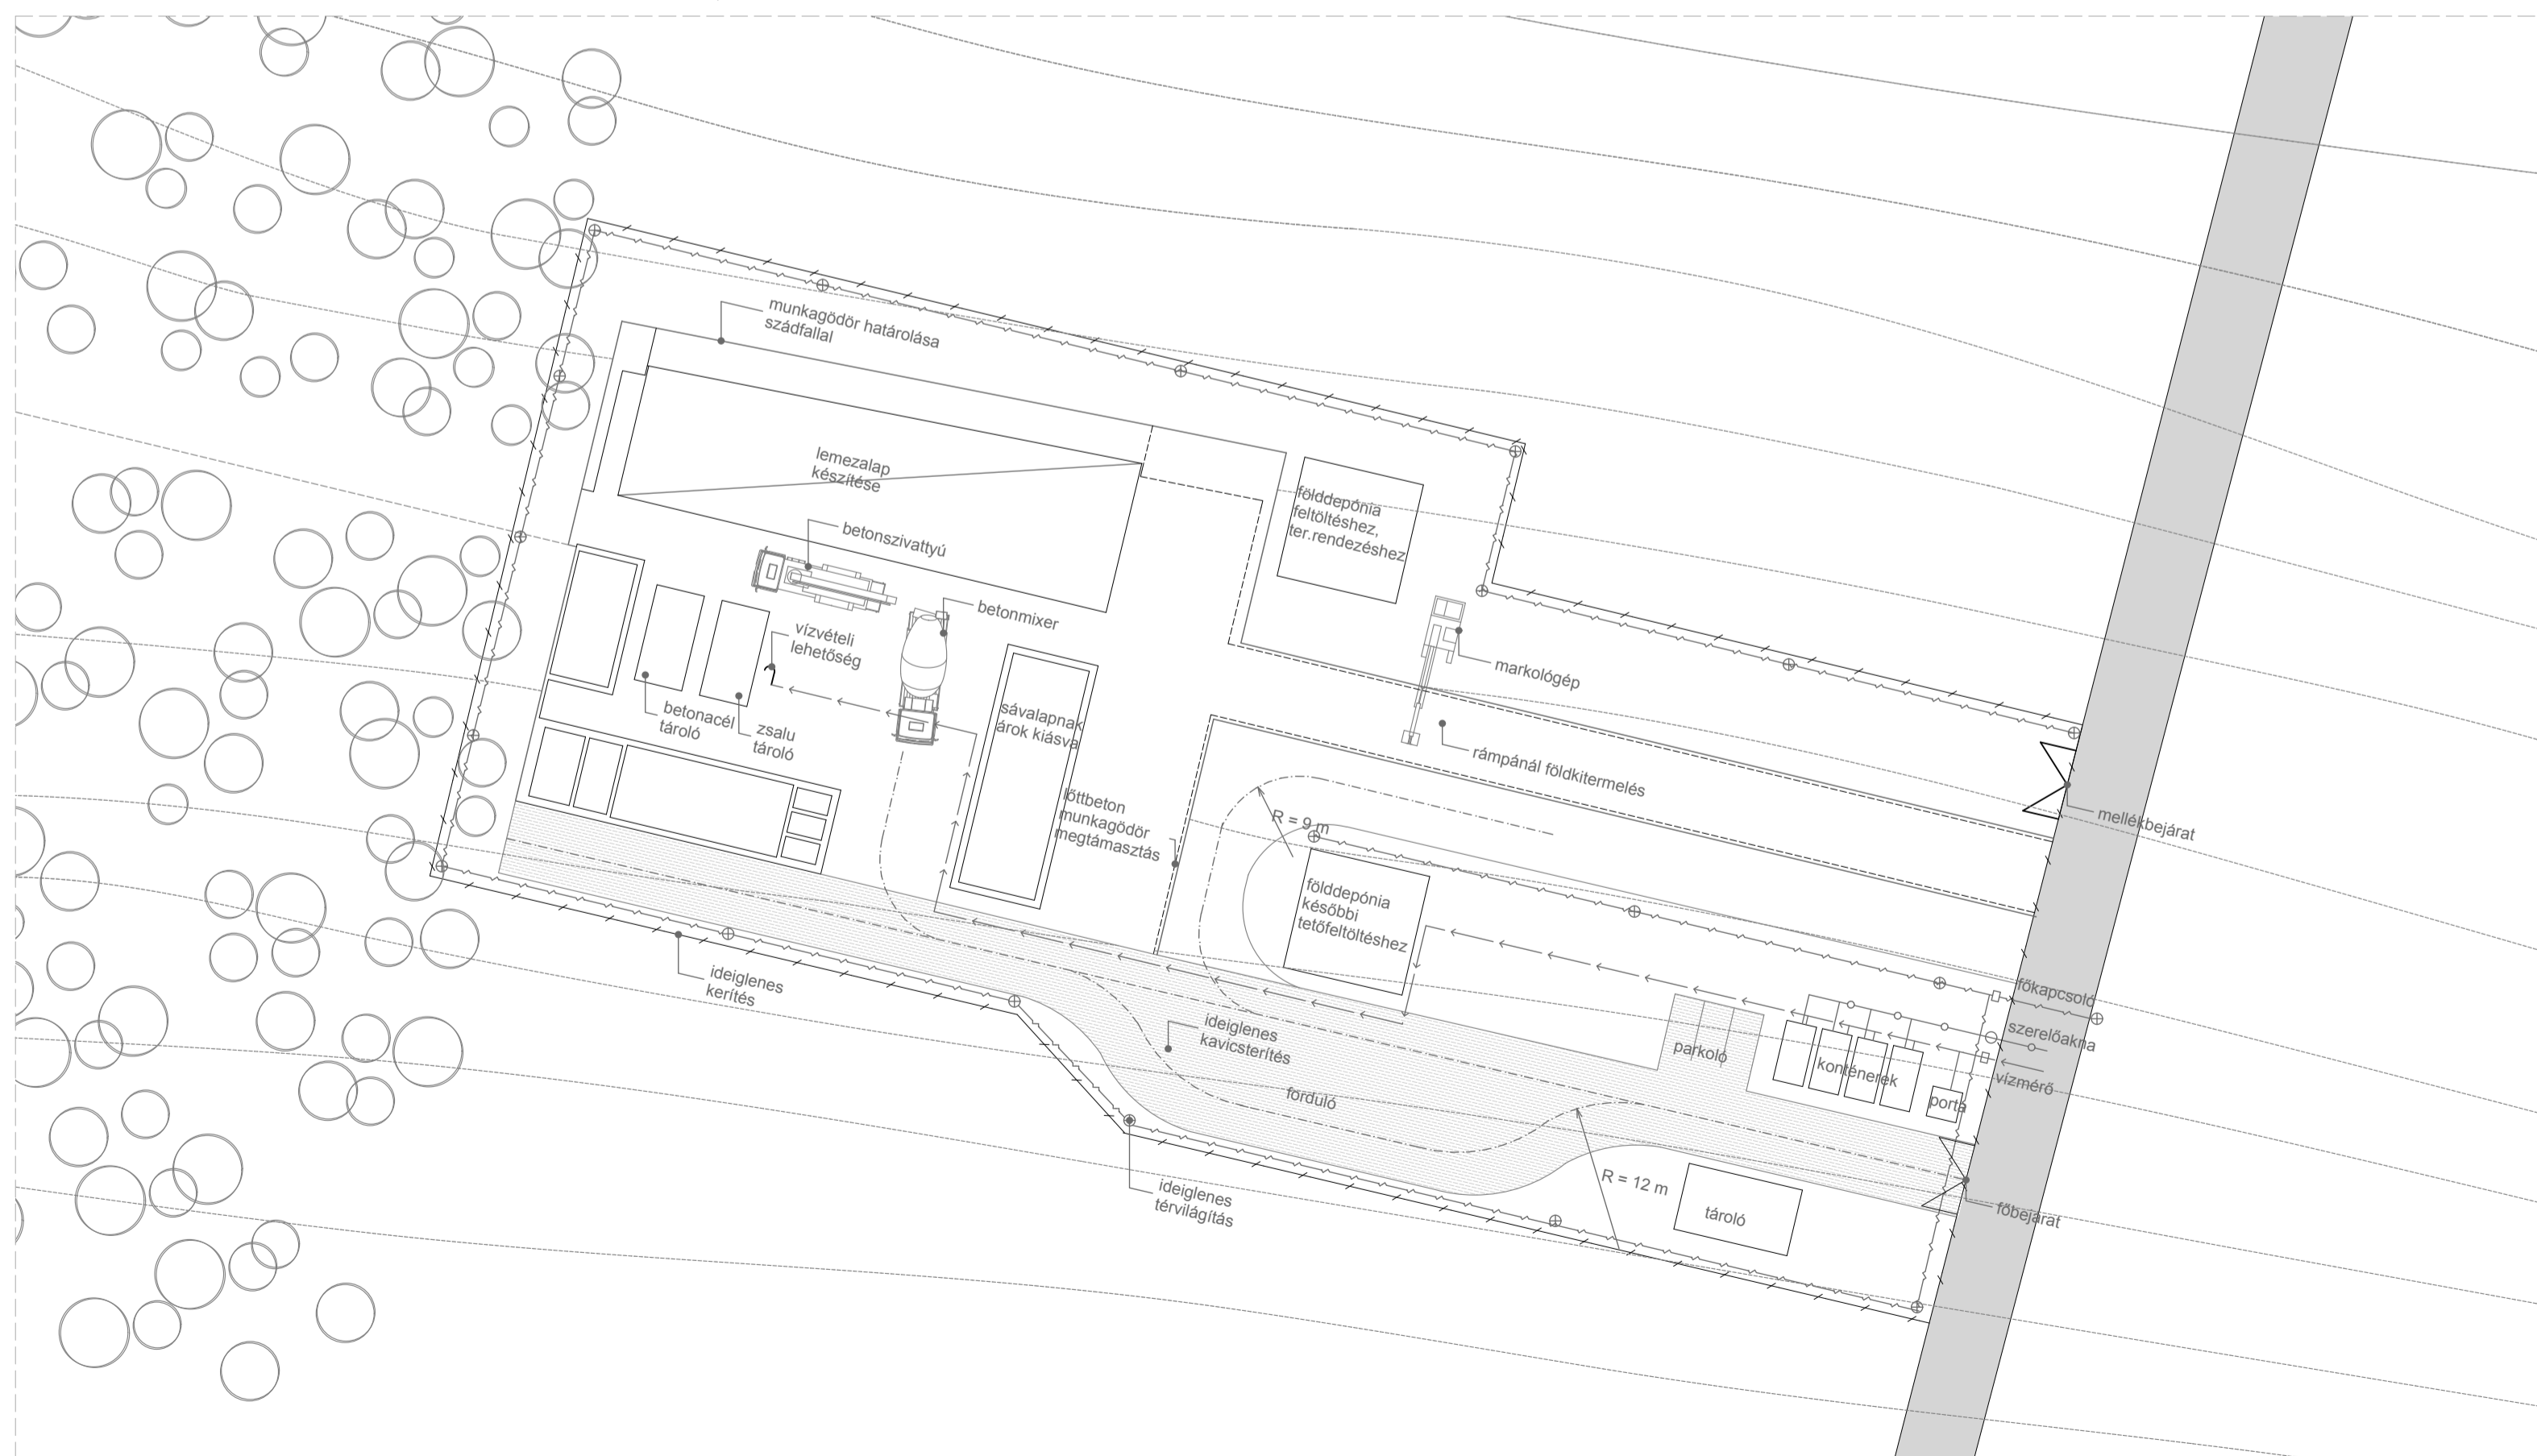 munkagödör határolása
szádfallal
lemezalap
készítése
betonszivattyú
földdepónia
feltöltéshez,
ter.rendezéshez
betonmixer
vízvételi
lehetőség
markológép
betonacél
tároló
zsalu
tároló
sávalapnak
árok kiásva
rámpánál földkitermelés
lőttbeton
munkagödör
megtámasztás
R = 9 m
mellékbejárat
földdepónia
későbbi
tetőfeltöltéshez
ideiglenes
kerítés
főkapcsoló
szerelőakna
ideiglenes
kavicsterítés
parkoló
konténerek
vízmérő
porta
forduló
R = 12 m
ideiglenes
térvilágítás
tároló
főbejárat